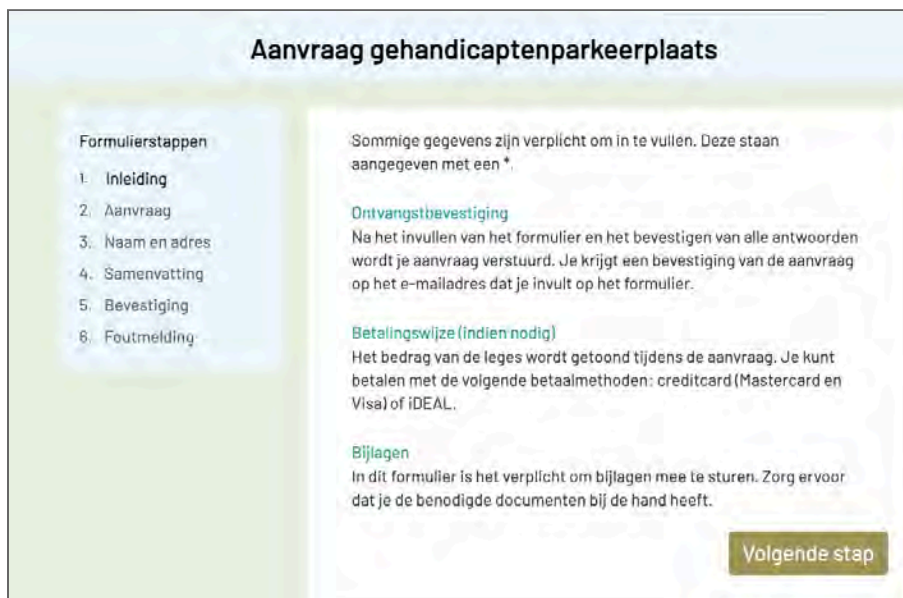 Aanvraag gehandicaptenparkeerplaats
Formulierstappen
1. Inleiding
2. Aanvraag
3. Naam en adres
4. Samenvatting
5. Bevestiging
6. Foutmelding
Sommige gegevens zijn verplicht om in te vullen. Deze staan
aangegeven met een *.
Ontvangstbevestiging
Na het invullen van het formulier en het bevestigen van alle antwoorden
wordt je aanvraag verstuurd. Je krijgt een bevestiging van de aanvraag
op het e-mailadres dat je invult op het formulier.
Betalingswijze (indien nodig)
Het bedrag van de leges wordt getoond tijdens de aanvraag. Je kunt
betalen met de volgende betaalmethoden: creditcard (Mastercard en
Visa) of iDEAL.
Bijlagen
In dit formulier is het verplicht om bijlagen mee te sturen. Zorg ervoor
dat je de benodigde documenten bij de hand heeft.
Volgende stap